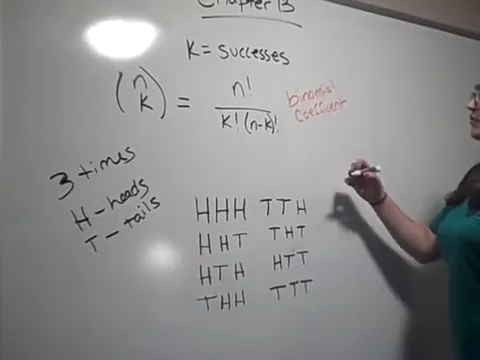 Chapter 13
K = successes
(n K) = n! / K!(n-K)!
binomial
coefficient
3 times
H - heads
T - tails
HHH TTH
HHT THT
HTH HTT
THH TTT